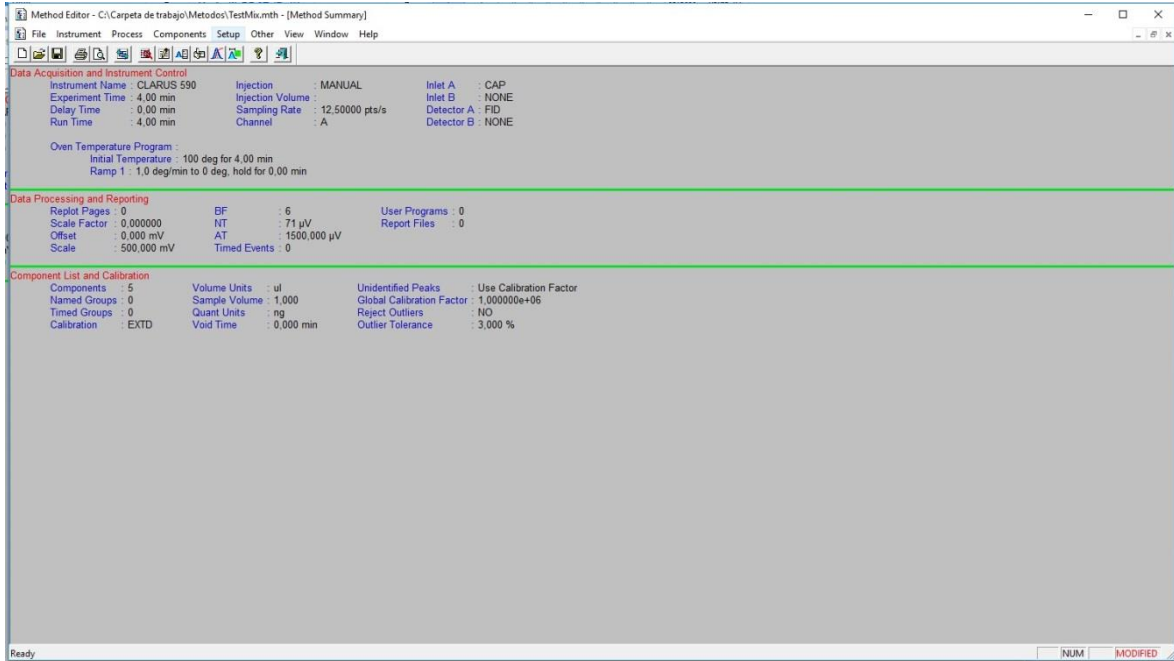 Method Editor - C:\Carpeta de trabajo\Metodos\TestMix.mth - [Method Summary]
File Instrument Process Components Setup Other View Window Help
Data Acquisition and Instrument Control
Instrument Name : CLARUS 590 Injection : MANUAL Inlet A : CAP
Experiment Time : 4,00 min Injection Volume : Inlet B : NONE
Delay Time : 0,00 min Sampling Rate : 12,50000 pts/s Detector A : FID
Run Time : 4,00 min Channel : A Detector B : NONE
Oven Temperature Program :
Initial Temperature : 100 deg for 4,00 min
Ramp 1 : 1,0 deg/min to 0 deg, hold for 0,00 min
Data Processing and Reporting
Replot Pages : 0 BF : 6 User Programs : 0
Scale Factor : 0,000000 NT : 71 µV Report Files : 0
Offset : 0,000 mV AT : 1500,000 µV
Scale : 500,000 mV Timed Events : 0
Component List and Calibration
Components : 5 Volume Units : ul Unidentified Peaks : Use Calibration Factor
Named Groups : 0 Sample Volume : 1,000 Global Calibration Factor : 1,000000e+06
Timed Groups : 0 Quant Units : ng Reject Outliers : NO
Calibration : EXTD Void Time : 0,000 min Outlier Tolerance : 3,000 %
Ready NUM MODIFIED